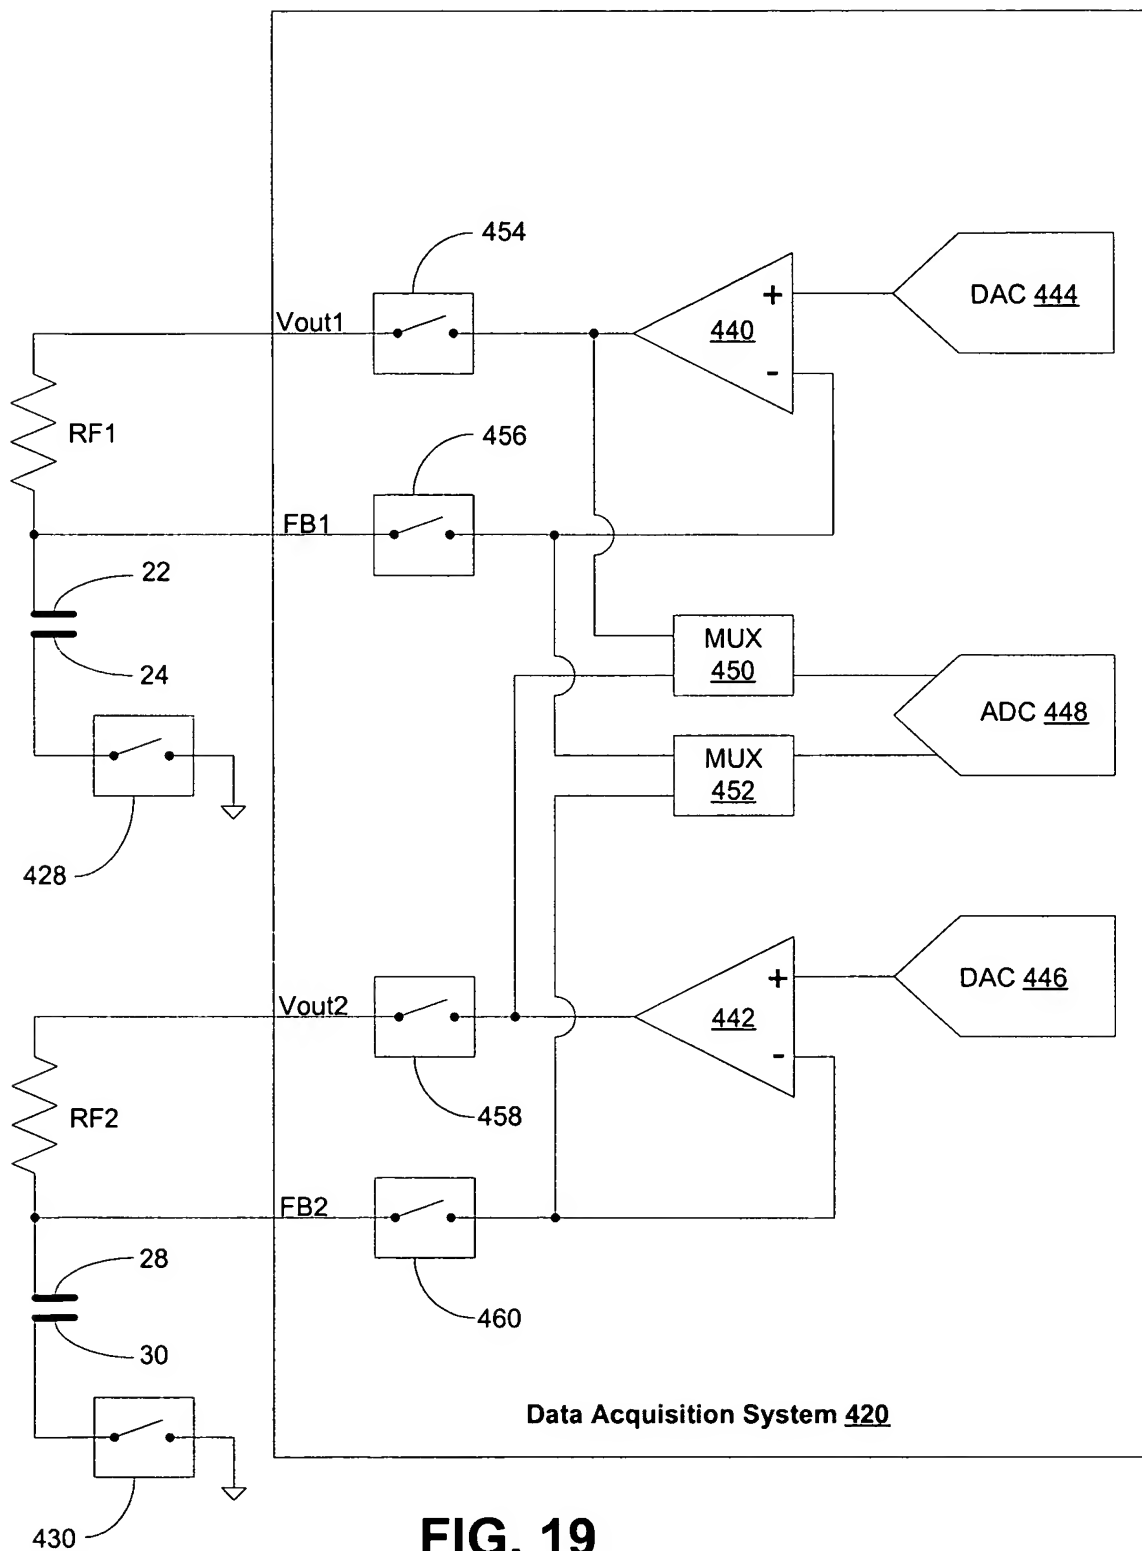 454
DAC 444
+
440
-
Vout1
RF1
456
FB1
22
24
MUX
450
ADC 448
MUX
452
428
DAC 446
+
442
-
Vout2
458
RF2
FB2
28
460
30
Data Acquisition System 420
430
FIG. 19